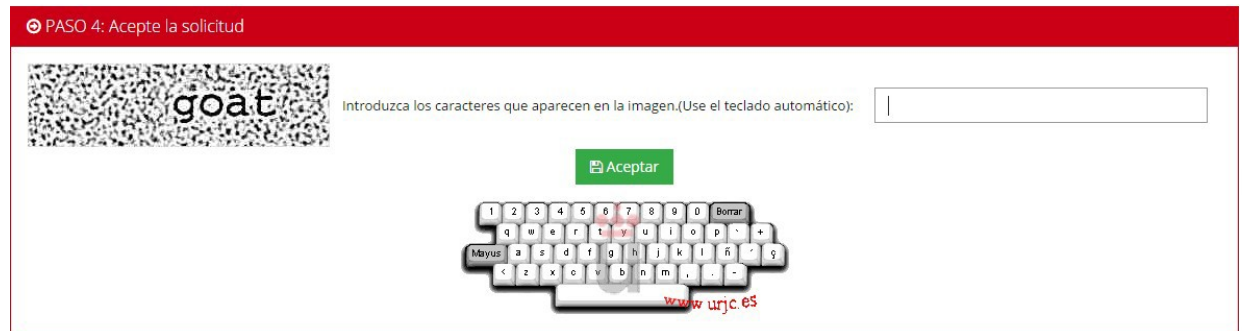 PASO 4: Acepte la solicitud
goat
Introduzca los caracteres que aparecen en la imagen.(Use el teclado automático):
Aceptar
1 2 3 4 5 6 7 8 9 0 Borrar
q w e r t y u i o p ` +
Mayus a s d f g h j k l ñ ´ ç
< z x c v b n m , . -
www.urjc.es